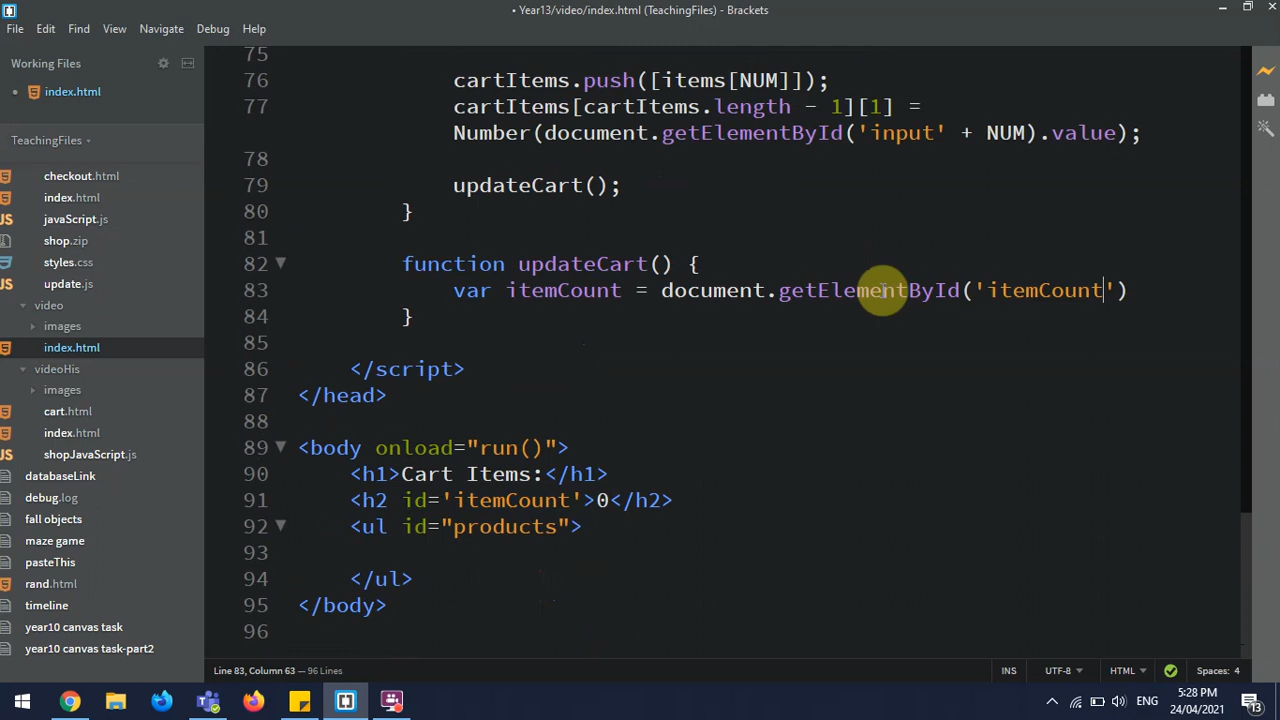 • Year13/video/index.html (TeachingFiles) - Brackets
File Edit Find View Navigate Debug Help
Working Files
index.html
TeachingFiles
checkout.html
index.html
javaScript.js
shop.zip
styles.css
update.js
video
images
index.html
videoHis
images
cart.html
index.html
shopJavaScript.js
databaseLink
debug.log
fall objects
maze game
pasteThis
rand.html
timeline
year10 canvas task
year10 canvas task-part2
75
76 cartItems.push([items[NUM]]);
77 cartItems[cartItems.length - 1][1] =
Number(document.getElementById('input' + NUM).value);
78
79 updateCart();
80 }
81
82 function updateCart() {
83 var itemCount = document.getElementById('itemCount')
84 }
85
86 </script>
87 </head>
88
89 <body onload="run()">
90 <h1>Cart Items:</h1>
91 <h2 id='itemCount'>0</h2>
92 <ul id="products">
93
94 </ul>
95 </body>
96
Line 83, Column 63 — 96 Lines
INS UTF-8 HTML Spaces: 4
ENG
5:28 PM
24/04/2021
13